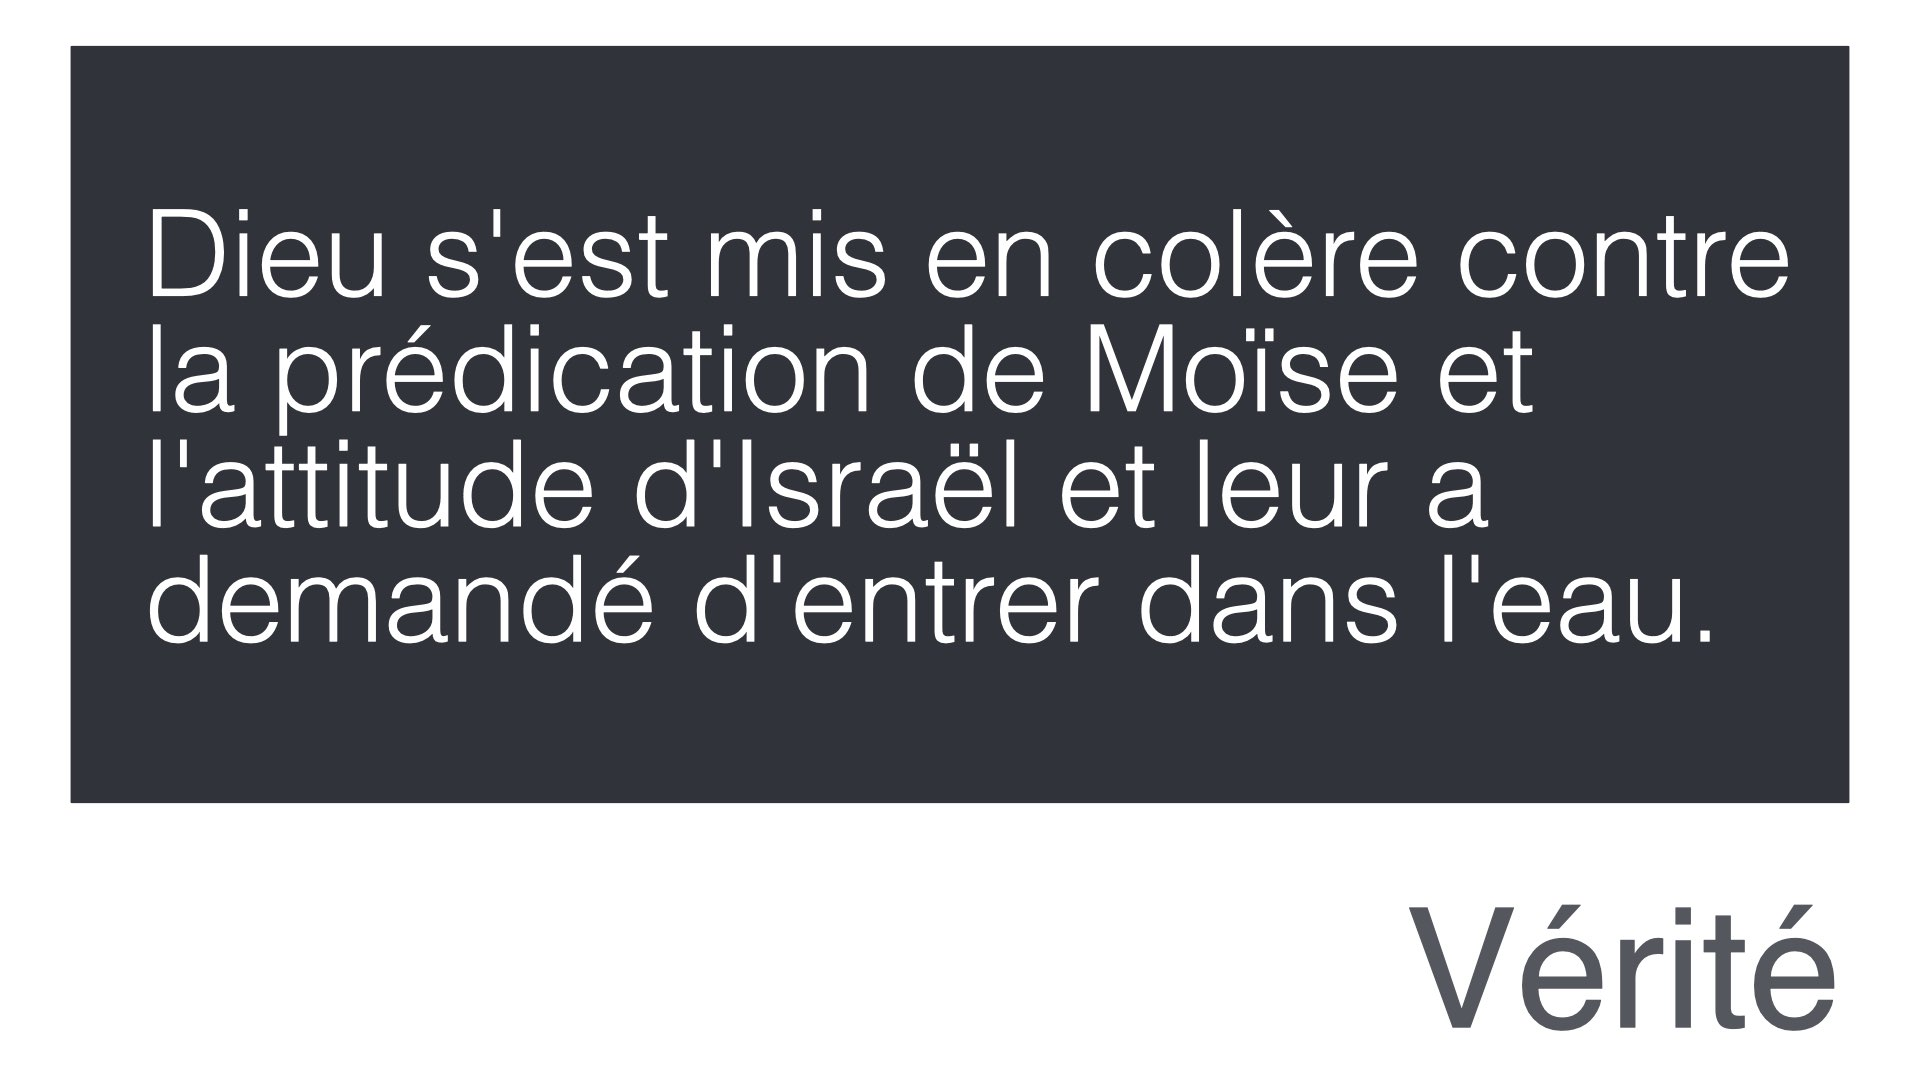 Dieu s'est mis en colère contre
la prédication de Moïse et
l'attitude d'Israël et leur a
demandé d'entrer dans l'eau.
Vérité